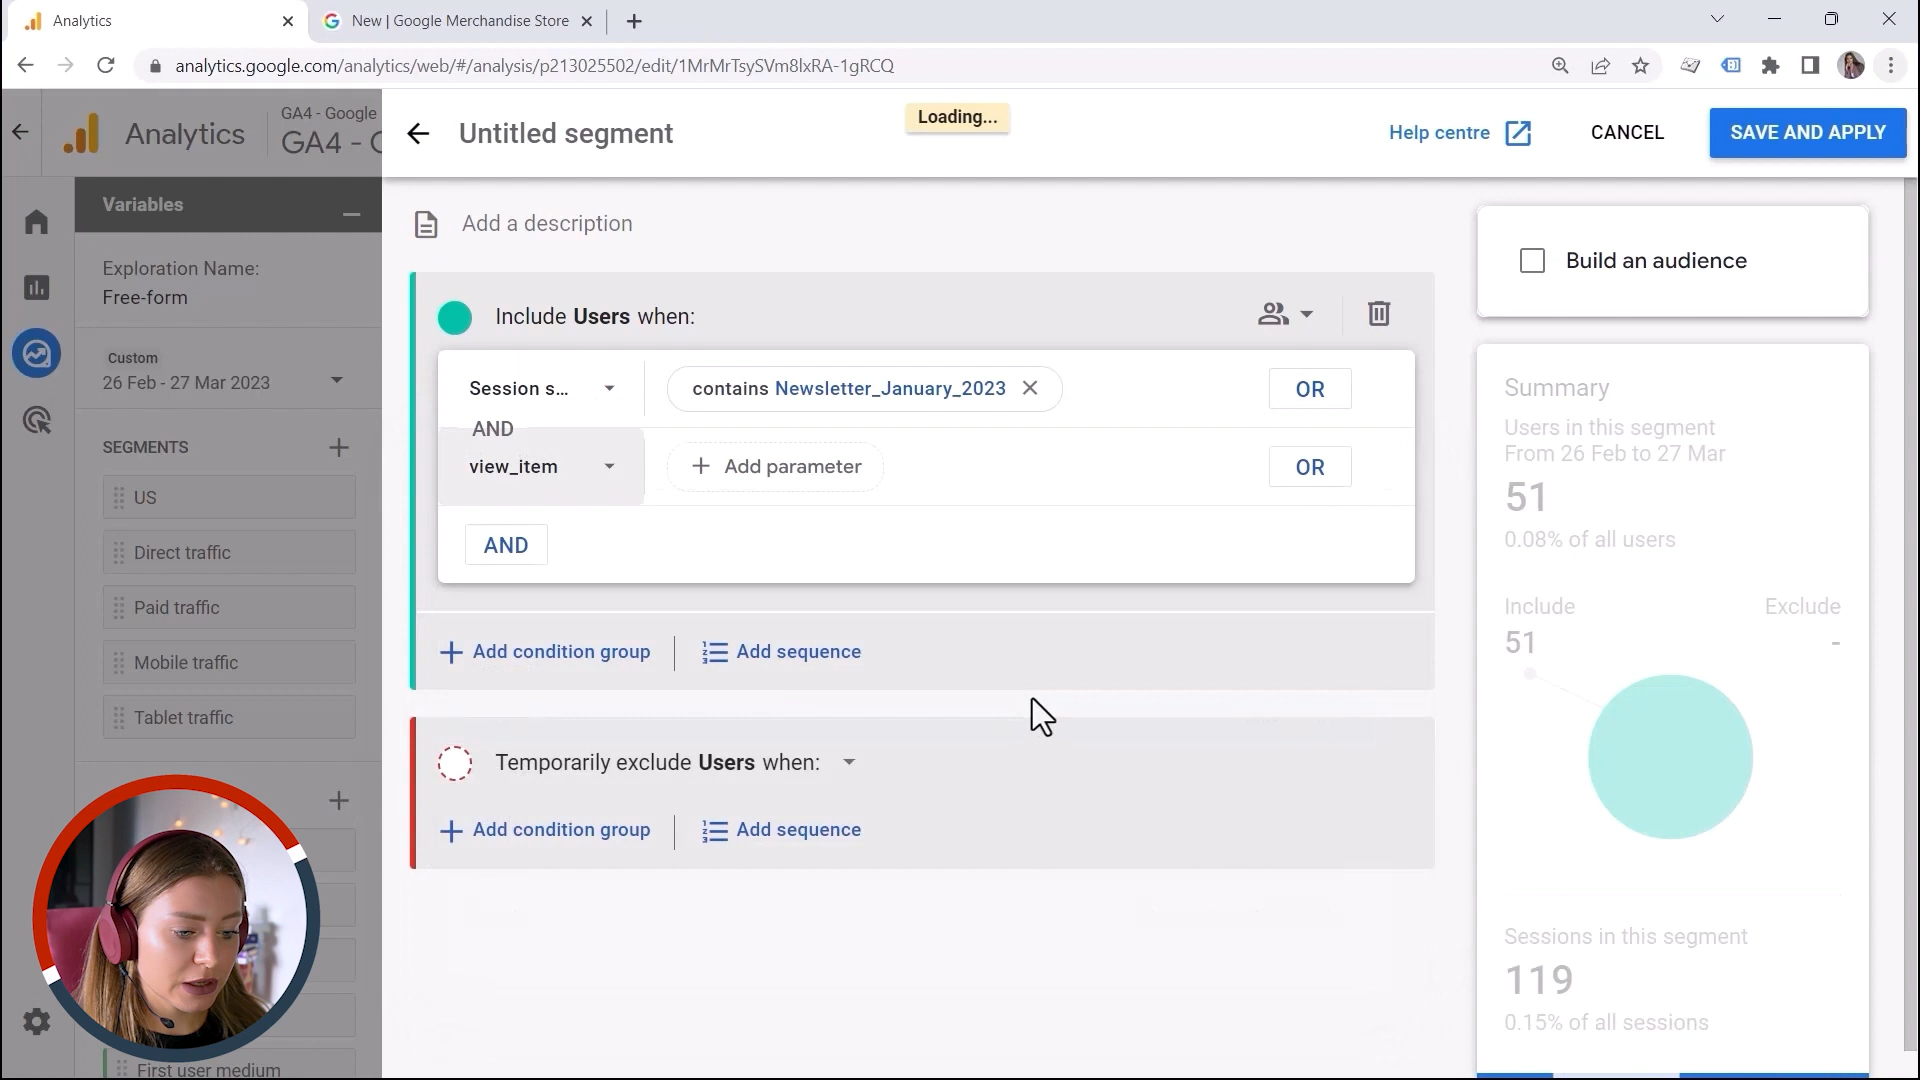 Analytics
New | Google Merchandise Store
analytics.google.com/analytics/web/#/analysis/p213025502/edit/1MrMrTsySVm8lxRA-1gRCQ
Analytics
GA4 - Google
GA4 -
Untitled segment
Loading...
Help centre
CANCEL
SAVE AND APPLY
Variables
Exploration Name:
Free-form
Custom
26 Feb - 27 Mar 2023
SEGMENTS
US
Direct traffic
Paid traffic
Mobile traffic
Tablet traffic
First user medium
Add a description
Include Users when:
Session s...
contains Newsletter_January_2023
OR
AND
view_item
Add parameter
OR
AND
Add condition group
Add sequence
Temporarily exclude Users when:
Add condition group
Add sequence
Build an audience
Summary
Users in this segment
From 26 Feb to 27 Mar
51
0.08% of all users
Include
Exclude
51
-
Sessions in this segment
119
0.15% of all sessions